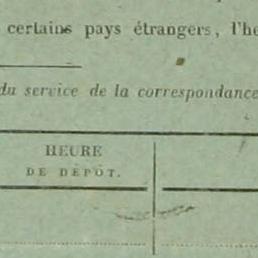 certains pays étrangers, l'he
du service de la correspondance
HEURE
DE DÉPÔT.